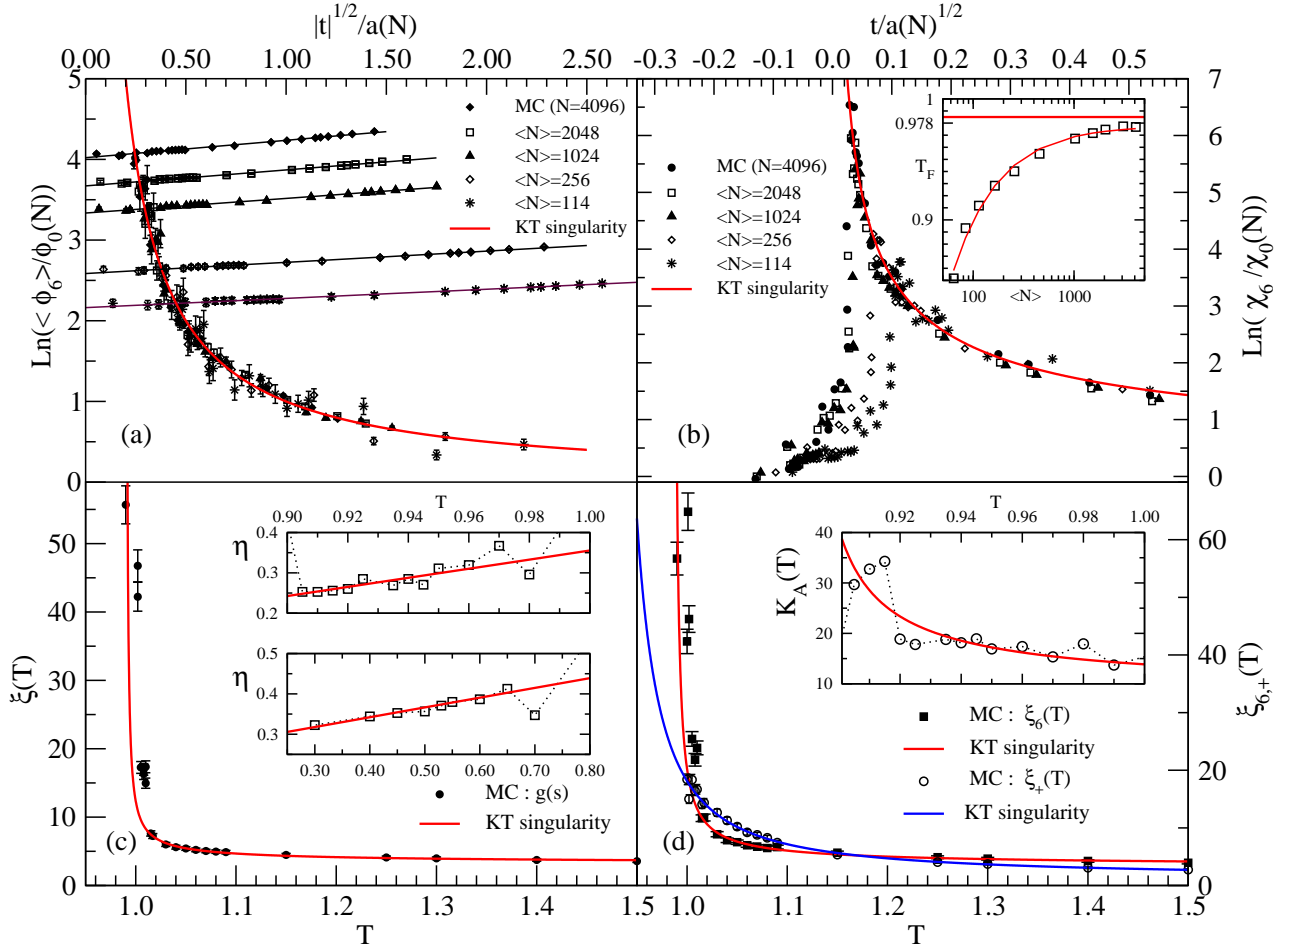 |t|^1/2/a(N)
0.00 0.50 1.00 1.50 2.00 2.50
5
4
3
2
1
0
Ln(< ϕ6>/ϕ0(N))
MC (N=4096)
<N>=2048
<N>=1024
<N>=256
<N>=114
KT singularity
(a)
t/a(N)^1/2
-0.3 -0.2 -0.1 0.0 0.1 0.2 0.3 0.4 0.5
7
6
5
4
3
2
1
0
Ln( χ6 /χ0(N))
MC (N=4096)
<N>=2048
<N>=1024
<N>=256
<N>=114
KT singularity
1
0.978
TF
0.9
100 <N> 1000
(b)
T
0.90 0.92 0.94 0.96 0.98 1.00
0.4
η
0.3
0.2
0.5
η
0.4
0.3
0.30 0.40 0.50 0.60 0.70 0.80
MC : g(s)
KT singularity
(c)
50
40
30
20
10
0
ξ(T)
1.0 1.1 1.2 1.3 1.4 1.5
T
T
0.92 0.94 0.96 0.98 1.00
40
30
20
10
KA(T)
MC : ξ6(T)
KT singularity
MC : ξ+(T)
KT singularity
(d)
60
40
20
0
ξ6,+(T)
1.0 1.1 1.2 1.3 1.4 1.5
T